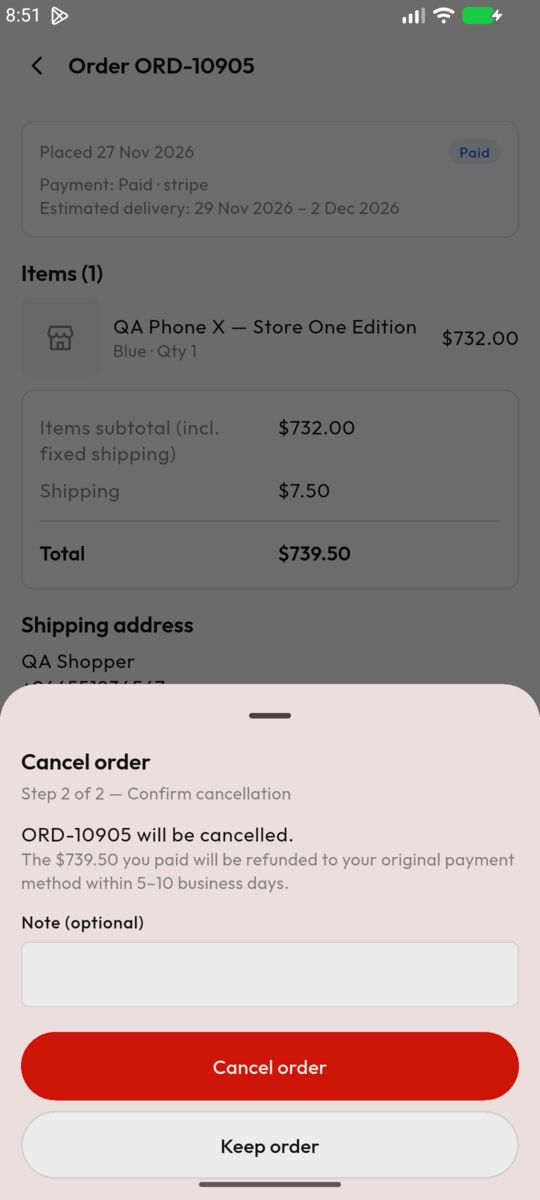 8:51
Order ORD-10905
Placed 27 Nov 2026
Paid
Payment: Paid · stripe
Estimated delivery: 29 Nov 2026 – 2 Dec 2026
Items (1)
QA Phone X — Store One Edition
$732.00
Blue · Qty 1
Items subtotal (incl. fixed shipping)
$732.00
Shipping
$7.50
Total
$739.50
Shipping address
QA Shopper
Cancel order
Step 2 of 2 — Confirm cancellation
ORD-10905 will be cancelled.
The $739.50 you paid will be refunded to your original payment
method within 5–10 business days.
Note (optional)
Cancel order
Keep order